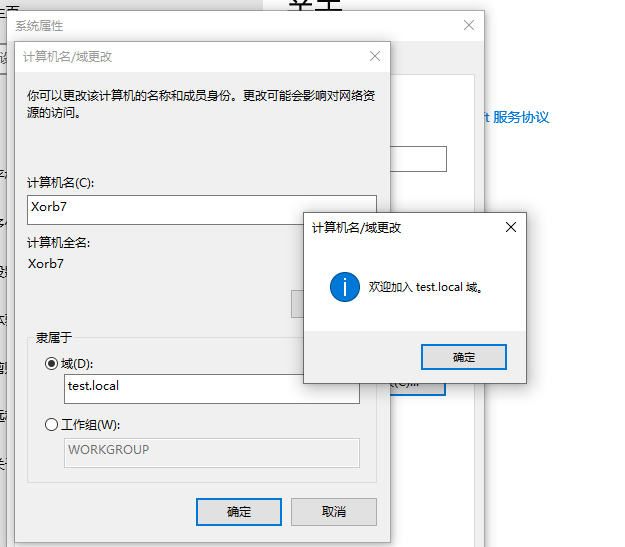 系统属性
计算机名/域更改
你可以更改该计算机的名称和成员身份。更改可能会影响对网络资
源的访问。
服务协议
计算机名(C):
Xorb7
计算机全名:
Xorb7
计算机名/域更改
欢迎加入 test.local 域。
确定
隶属于
域(D):
test.local
工作组(W):
WORKGROUP
确定
取消